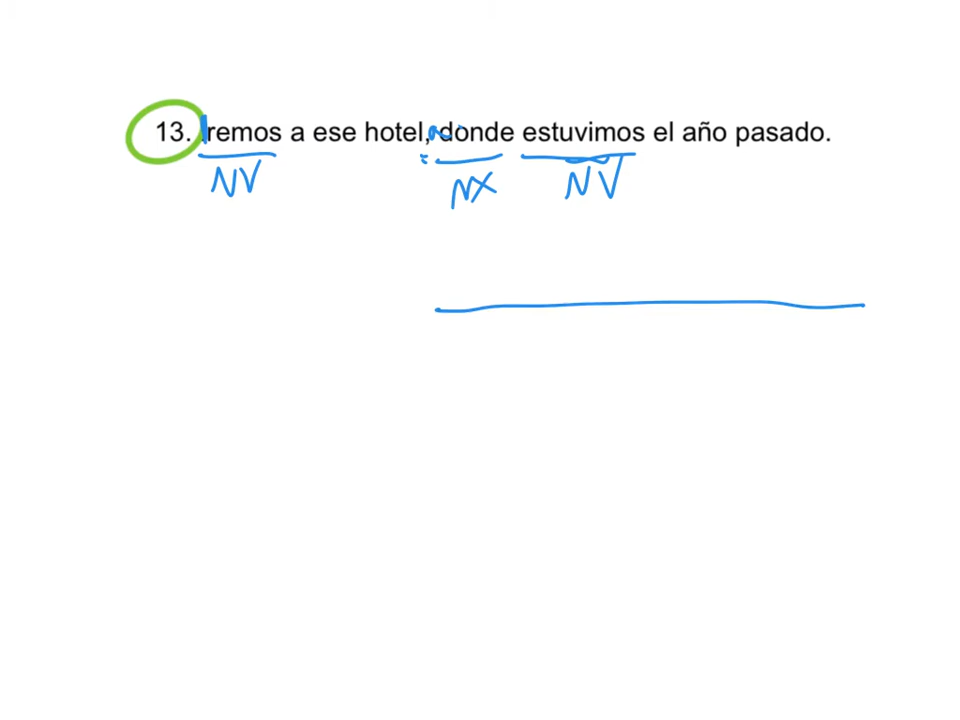 13. Iremos a ese hotel, donde estuvimos el año pasado.
NV NX NV